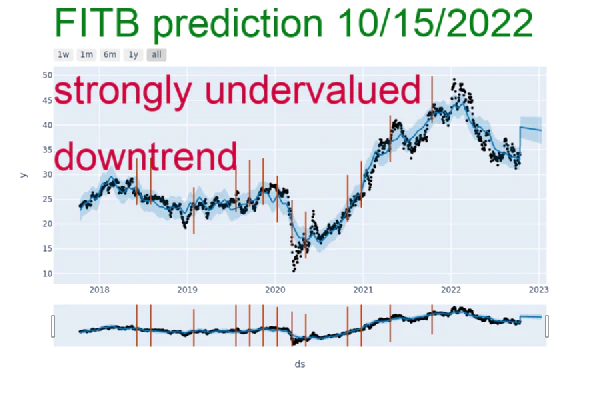 FITB prediction 10/15/2022
1w 1m 6m 1y all
strongly undervalued
downtrend
50
45
40
35
30
25
20
15
10
y
2018 2019 2020 2021 2022 2023
ds